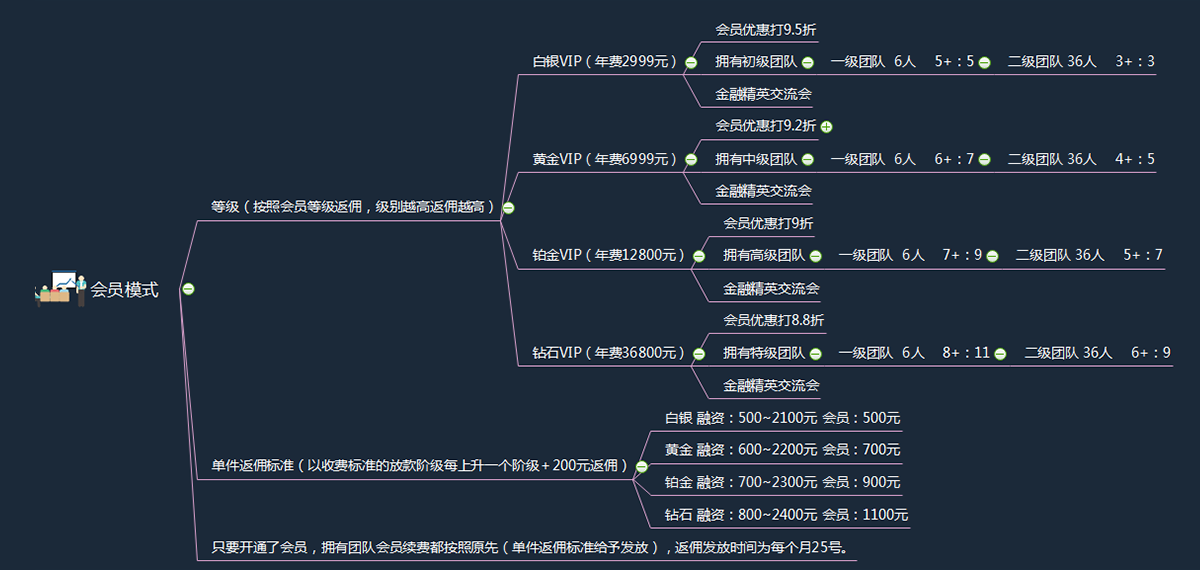 会员模式
等级（按照会员等级返佣，级别越高返佣越高）
白银VIP（年费2999元）
会员优惠打9.5折
拥有初级团队 一级团队 6人 5+：5 二级团队 36人 3+：3
金融精英交流会
黄金VIP（年费6999元）
会员优惠打9.2折
拥有中级团队 一级团队 6人 6+：7 二级团队 36人 4+：5
金融精英交流会
铂金VIP（年费12800元）
会员优惠打9折
拥有高级团队 一级团队 6人 7+：9 二级团队 36人 5+：7
金融精英交流会
钻石VIP（年费36800元）
会员优惠打8.8折
拥有特级团队 一级团队 6人 8+：11 二级团队 36人 6+：9
金融精英交流会
单件返佣标准（以收费标准的放款阶级每上升一个阶级＋200元返佣）
白银 融资：500~2100元 会员：500元
黄金 融资：600~2200元 会员：700元
铂金 融资：700~2300元 会员：900元
钻石 融资：800~2400元 会员：1100元
只要开通了会员，拥有团队会员续费都按照原先（单件返佣标准给予发放），返佣发放时间为每个月25号。